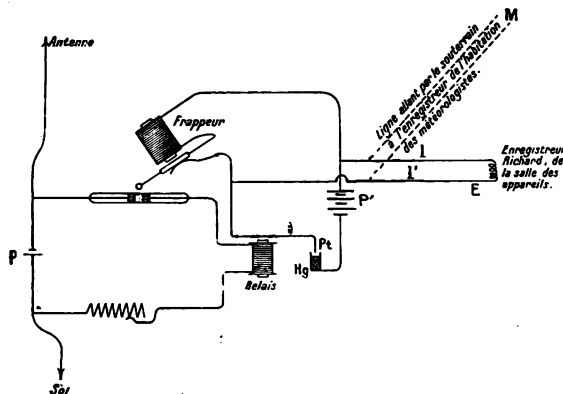 Antenne
M
Ligne allant par le souterrain
à l'enregistreur de l'habitation
des météorologistes.
Frappeur
l
l'
Enregistreur
Richard, de
la salle des
appareils.
E
P'
P
a
Pt
Hg
Relais
Sol